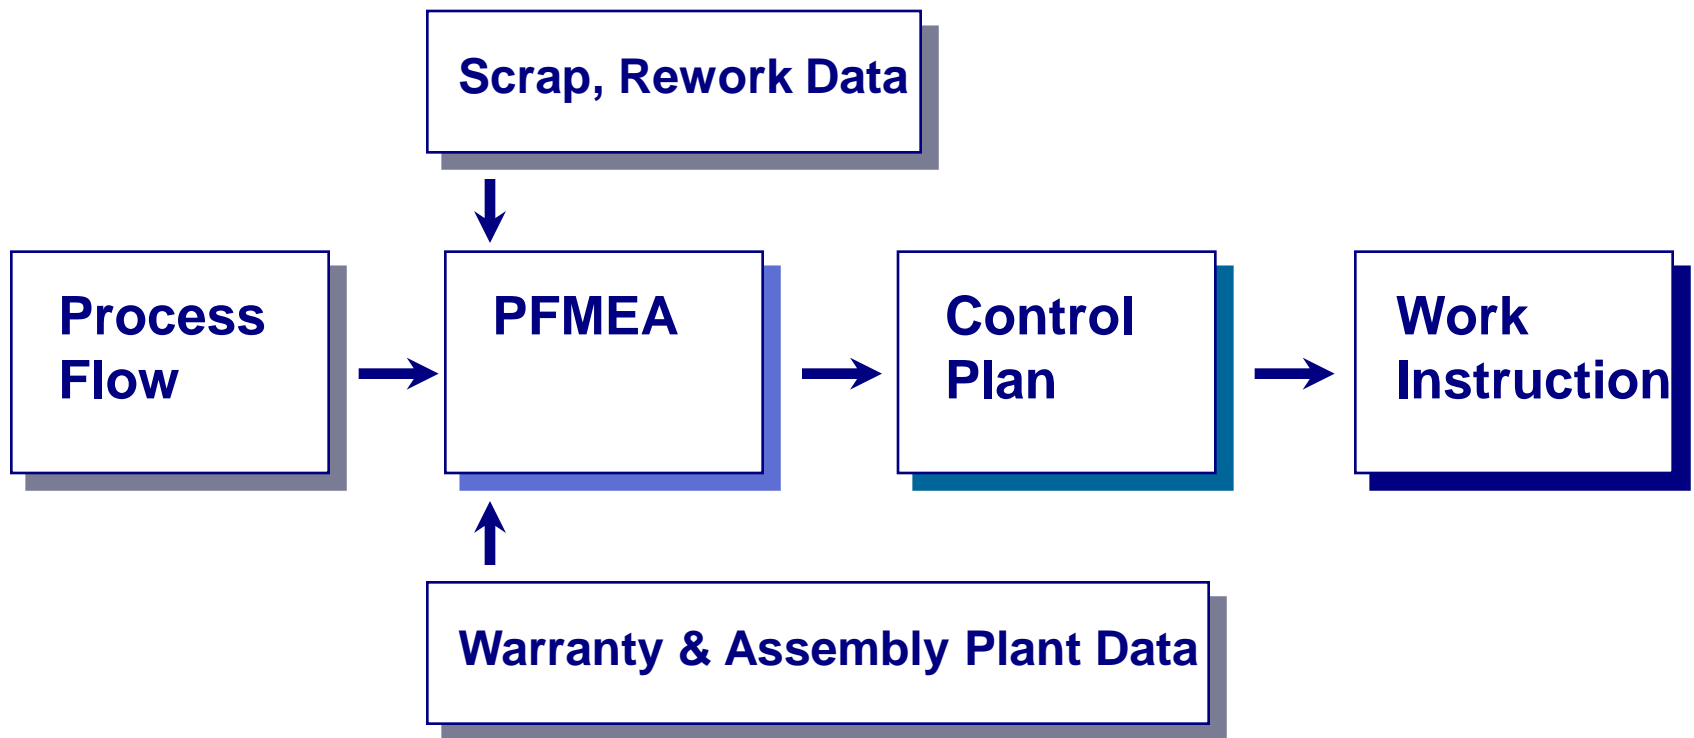 Scrap, Rework Data
Process
Flow
PFMEA
Control
Plan
Work
Instruction
Warranty & Assembly Plant Data